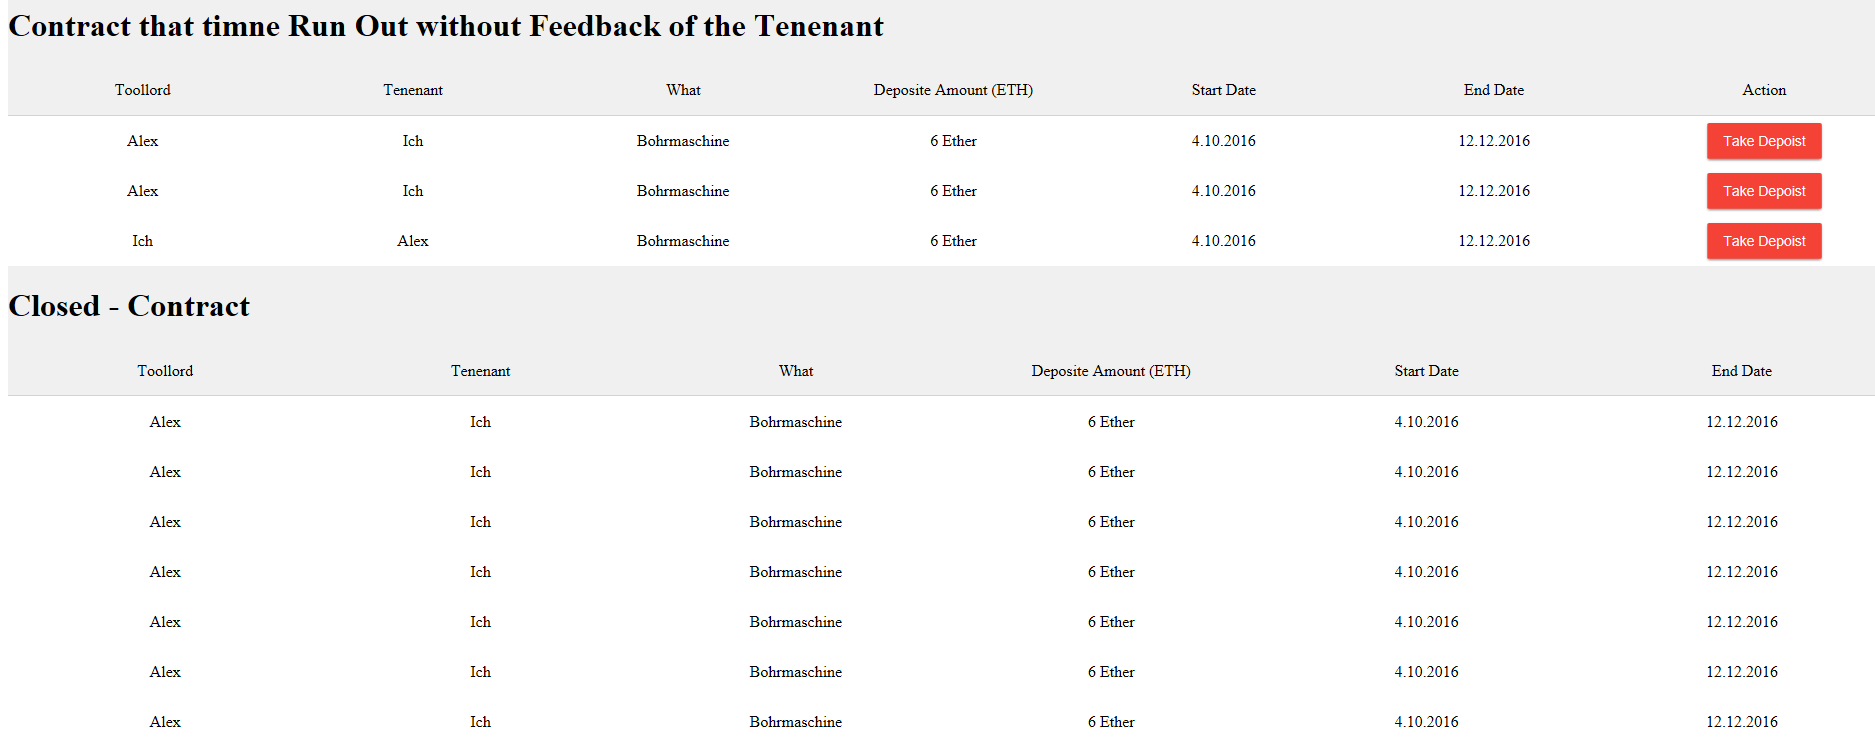 Contract that timne Run Out without Feedback of the Tenenant
Toollord Tenenant What Deposite Amount (ETH) Start Date End Date Action
Alex Ich Bohrmaschine 6 Ether 4.10.2016 12.12.2016 Take Depoist
Alex Ich Bohrmaschine 6 Ether 4.10.2016 12.12.2016 Take Depoist
Ich Alex Bohrmaschine 6 Ether 4.10.2016 12.12.2016 Take Depoist
Closed - Contract
Toollord Tenenant What Deposite Amount (ETH) Start Date End Date
Alex Ich Bohrmaschine 6 Ether 4.10.2016 12.12.2016
Alex Ich Bohrmaschine 6 Ether 4.10.2016 12.12.2016
Alex Ich Bohrmaschine 6 Ether 4.10.2016 12.12.2016
Alex Ich Bohrmaschine 6 Ether 4.10.2016 12.12.2016
Alex Ich Bohrmaschine 6 Ether 4.10.2016 12.12.2016
Alex Ich Bohrmaschine 6 Ether 4.10.2016 12.12.2016
Alex Ich Bohrmaschine 6 Ether 4.10.2016 12.12.2016